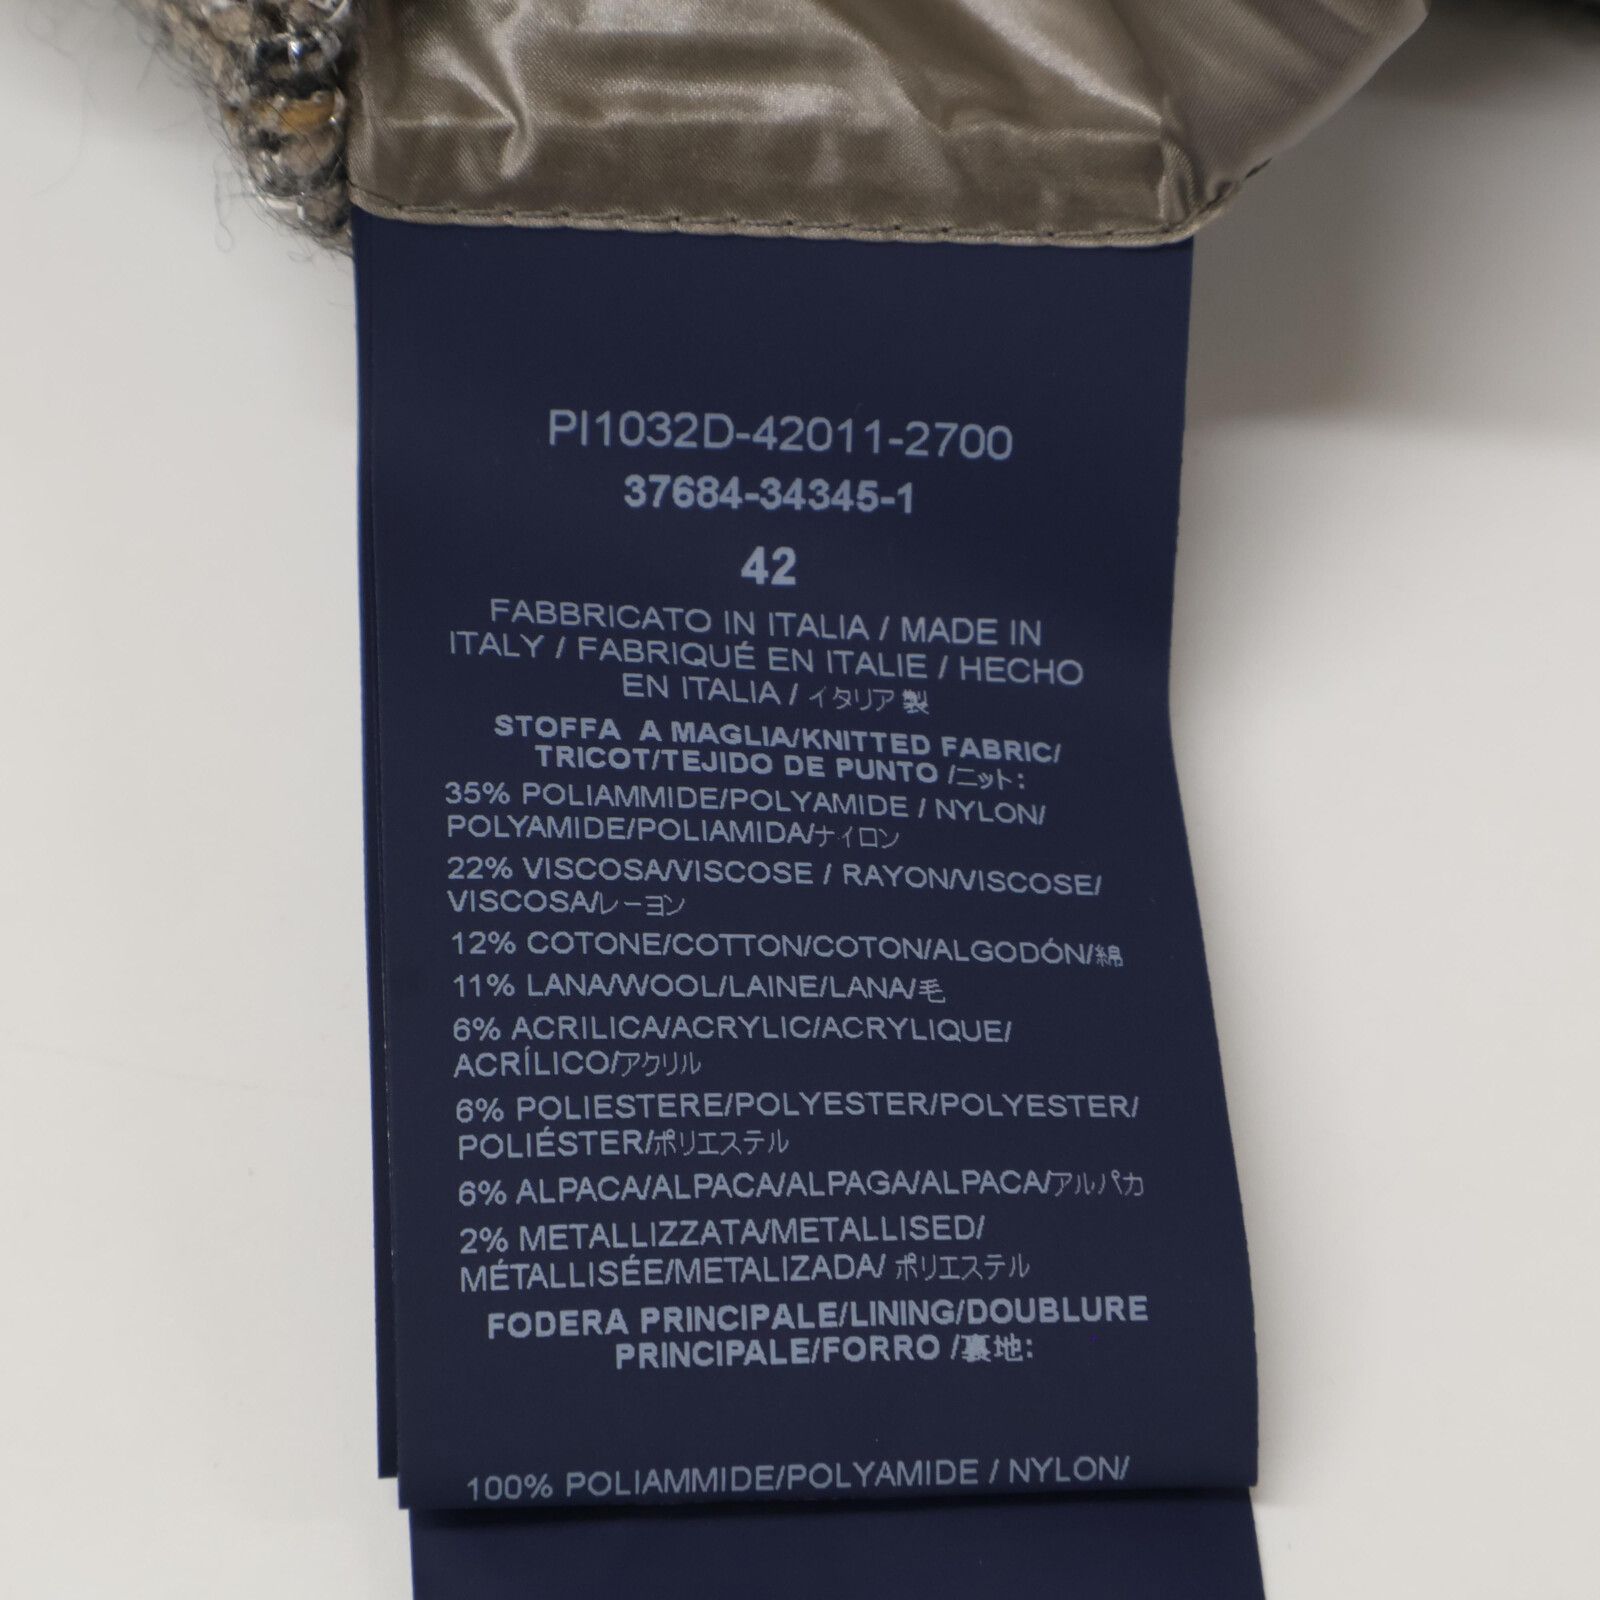 PI1032D-42011-2700
37684-34345-1
42
FABBRICATO IN ITALIA / MADE IN
ITALY / FABRIQUÉ EN ITALIE / HECHO
EN ITALIA / イタリア製
STOFFA A MAGLIA/KNITTED FABRIC/
TRICOT/TEJIDO DE PUNTO /ニット:
35% POLIAMMIDE/POLYAMIDE / NYLON/
POLYAMIDE/POLIAMIDA/ナイロン
22% VISCOSA/VISCOSE / RAYON/VISCOSE/
VISCOSA/レーヨン
12% COTONE/COTTON/COTON/ALGODÓN/綿
11% LANA/WOOL/LAINE/LANA/毛
6% ACRILICA/ACRYLIC/ACRYLIQUE/
ACRÍLICO/アクリル
6% POLIESTERE/POLYESTER/POLYESTER/
POLIÉSTER/ポリエステル
6% ALPACA/ALPACA/ALPAGA/ALPACA/アルパカ
2% METALLIZZATA/METALLISED/
MÉTALLISÉE/METALIZADA/ ポリエステル
FODERA PRINCIPALE/LINING/DOUBLURE
PRINCIPALE/FORRO /裏地:
100% POLIAMMIDE/POLYAMIDE / NYLON/